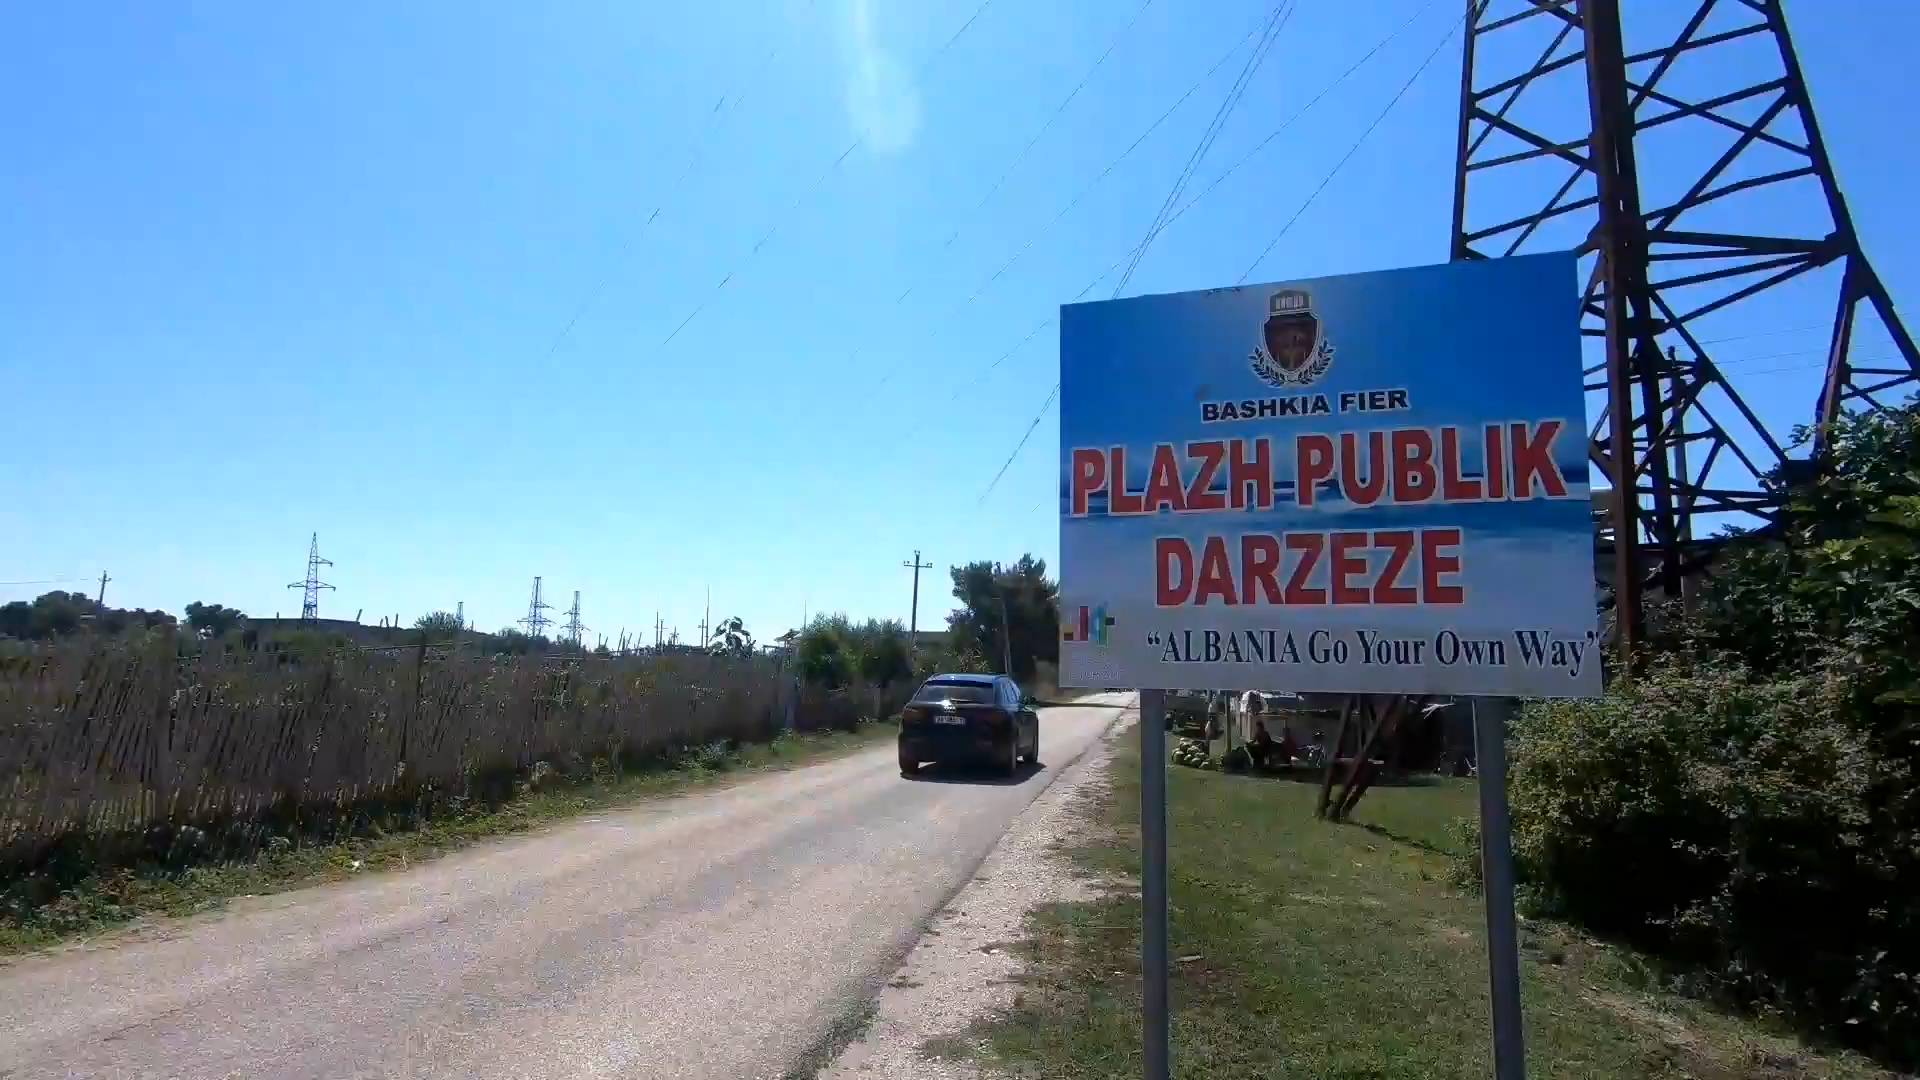 BASHKIA FIER
PLAZH PUBLIK
DARZEZE
“ALBANIA Go Your Own Way”